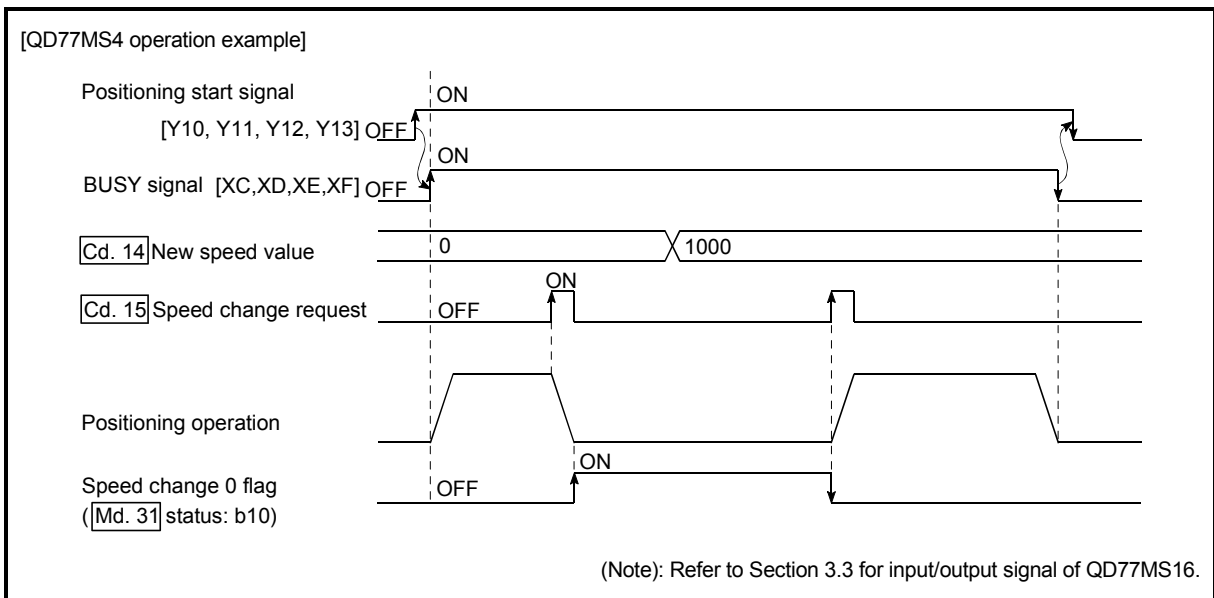 [QD77MS4 operation example]
Positioning start signal
ON
[Y10, Y11, Y12, Y13] OFF
ON
BUSY signal [XC,XD,XE,XF] OFF
Cd. 14 New speed value
0
1000
ON
Cd. 15 Speed change request
OFF
Positioning operation
ON
Speed change 0 flag
OFF
( Md. 31 status: b10)
(Note): Refer to Section 3.3 for input/output signal of QD77MS16.